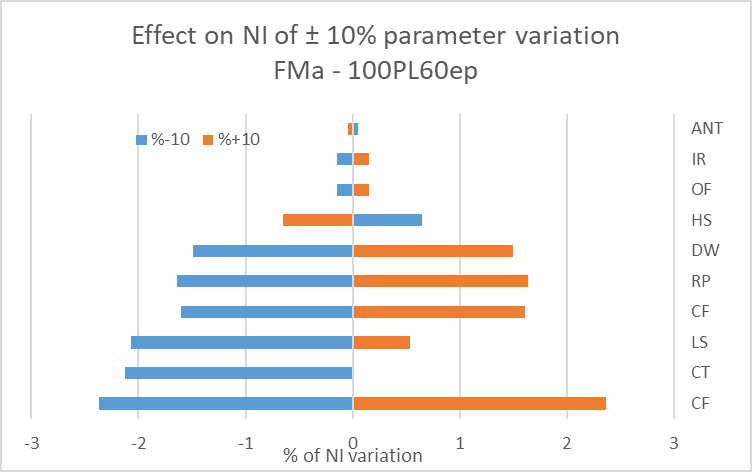 Effect on NI of ± 10% parameter variation
FMa - 100PL60ep
%-10 %+10
ANT
IR
OF
HS
DW
RP
CF
LS
CT
CF
-3 -2 -1 0 1 2 3
% of NI variation